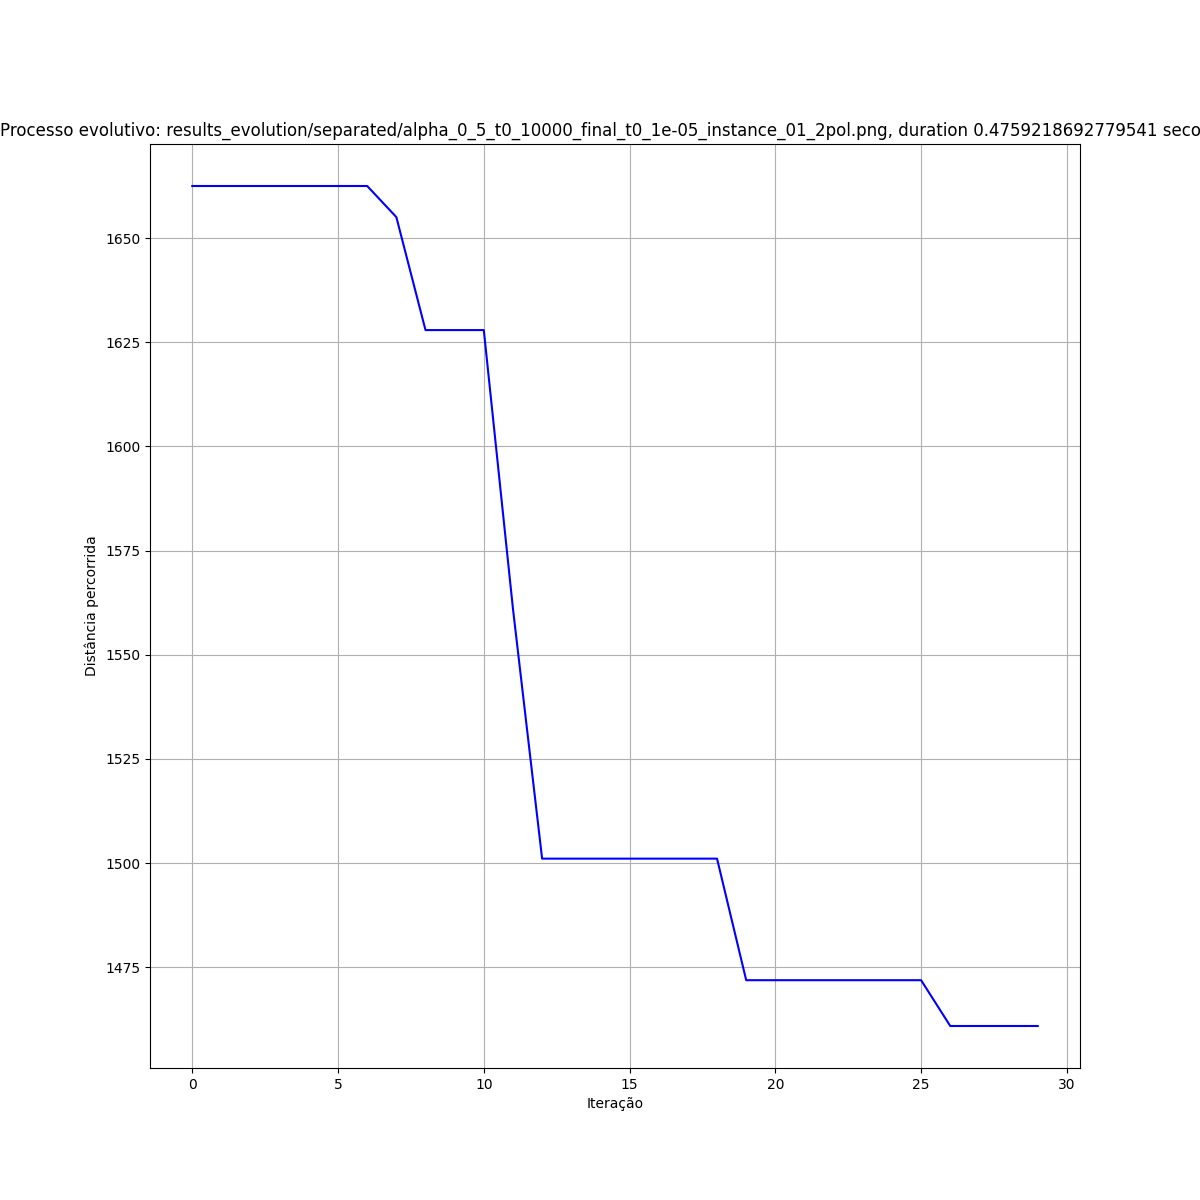 Processo evolutivo: results_evolution/separated/alpha_0_5_t0_10000_final_t0_1e-05_instance_01_2pol.png, duration 0.4759218692779541 seco
1650
1625
1600
1575
1550
1525
1500
1475
Distância percorrida
0 5 10 15 20 25 30
Iteração